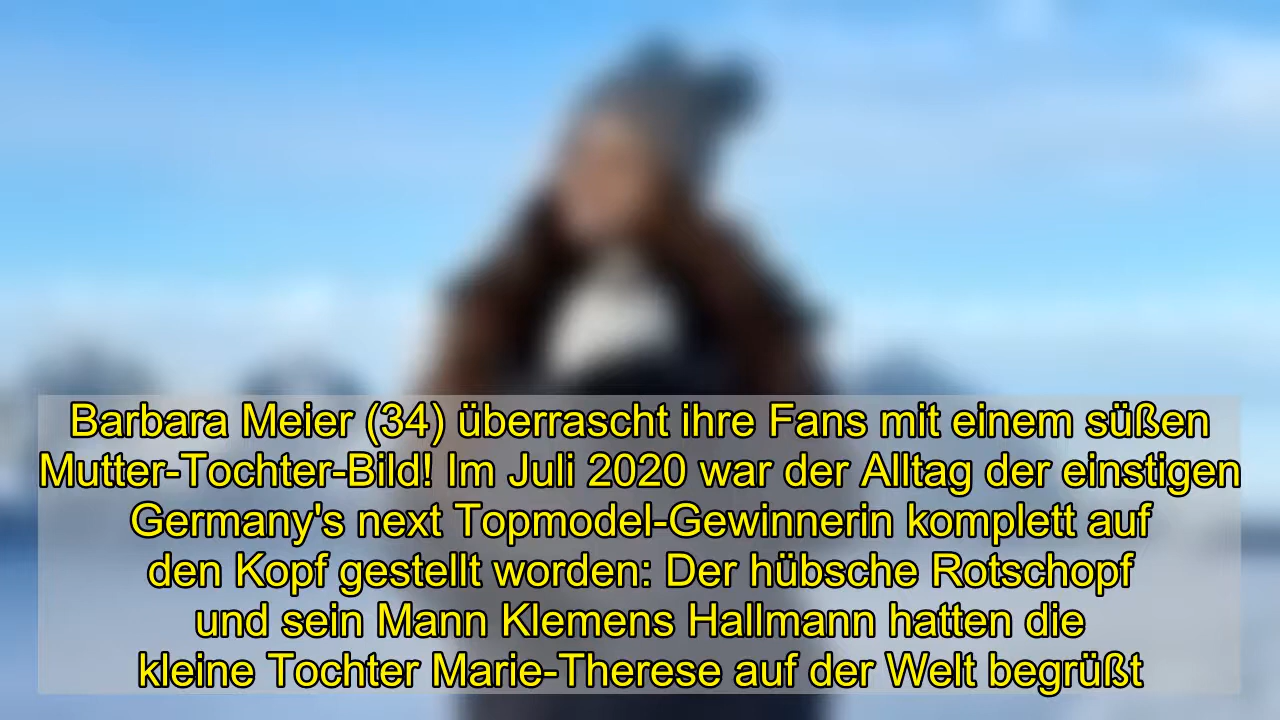 Barbara Meier (34) überrascht ihre Fans mit einem süßen
Mutter-Tochter-Bild! Im Juli 2020 war der Alltag der einstigen
Germany's next Topmodel-Gewinnerin komplett auf
den Kopf gestellt worden: Der hübsche Rotschopf
und sein Mann Klemens Hallmann hatten die
kleine Tochter Marie-Therese auf der Welt begrüßt